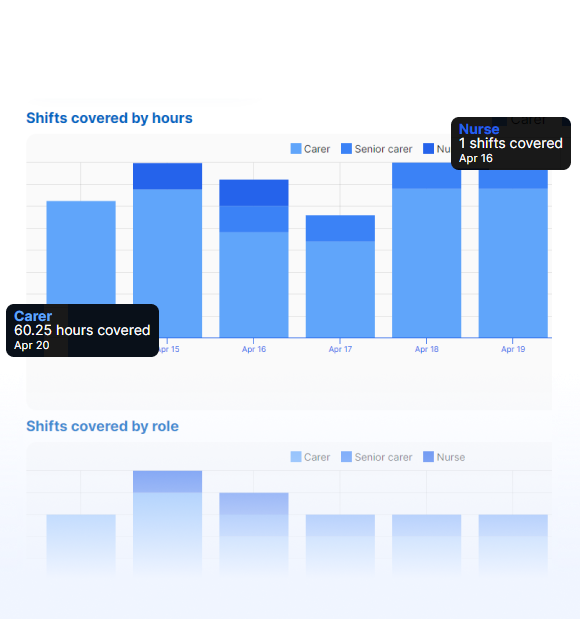 Shifts covered by hours
Carer
Nurse
1 shifts covered
Apr 16
Carer Senior carer
Carer
60.25 hours covered
Apr 20
Apr 15 Apr 16 Apr 17 Apr 18 Apr 19
Shifts covered by role
Carer Senior carer Nurse